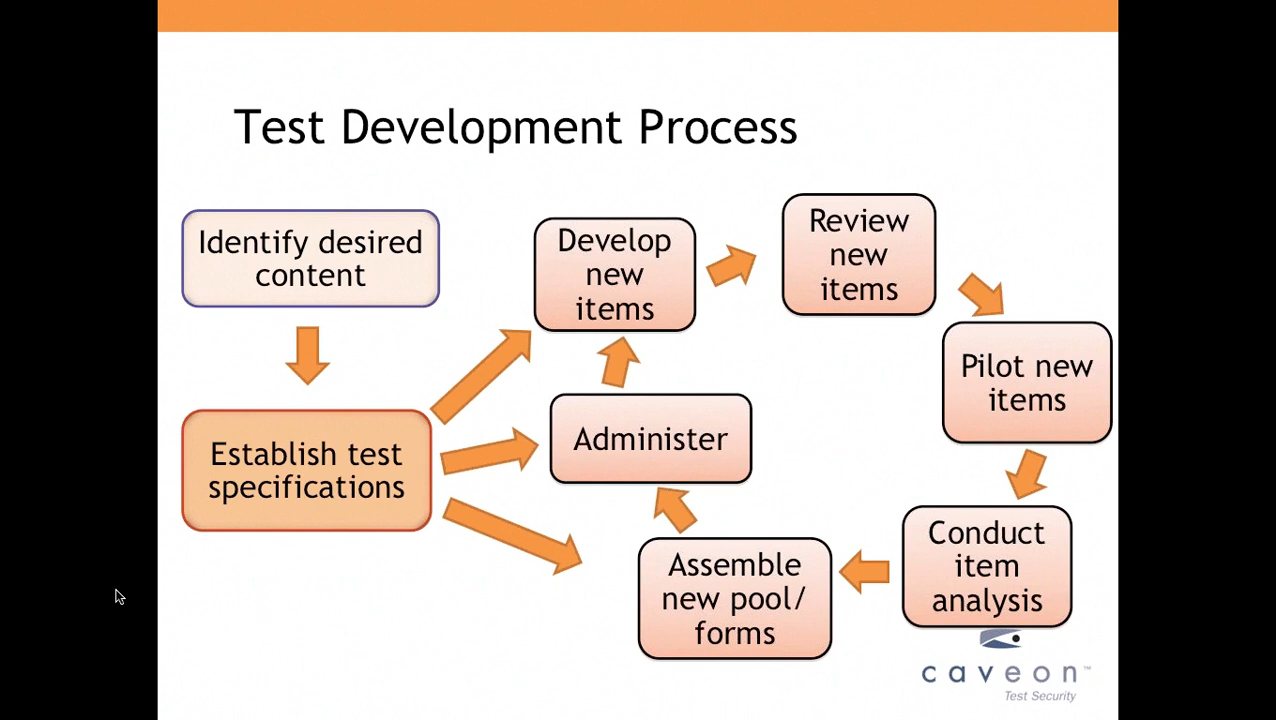 Test Development Process
Identify desired
content
Establish test
specifications
Develop
new
items
Review
new
items
Pilot new
items
Conduct
item
analysis
Assemble
new pool/
forms
Administer
caveon™
Test Security